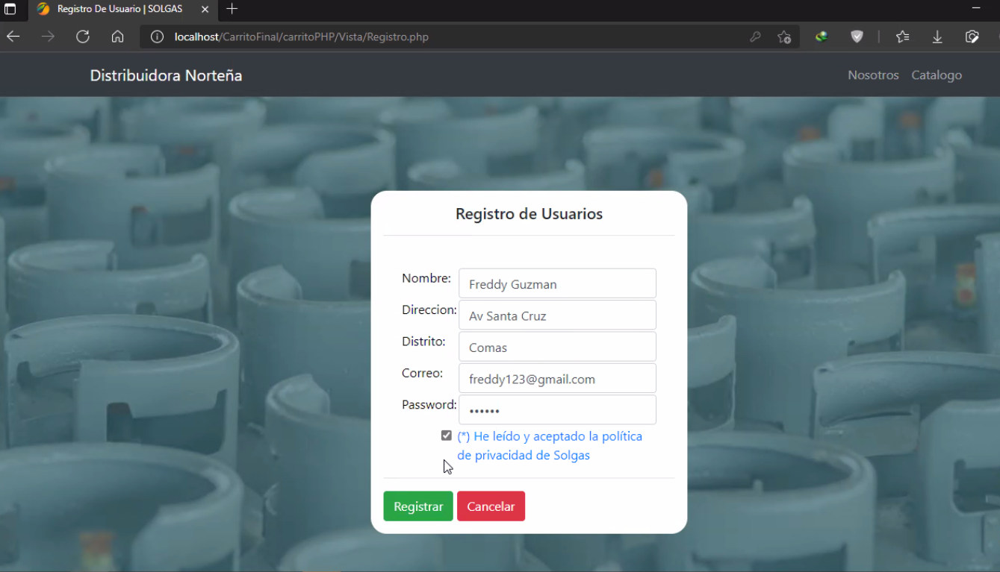 Registro De Usuario | SOLGAS
localhost/CarritoFinal/carritoPHP/Vista/Registro.php
Distribuidora Norteña
Nosotros Catalogo
Registro de Usuarios
Nombre: Freddy Guzman
Direccion: Av Santa Cruz
Distrito: Comas
Correo: freddy123@gmail.com
Password: ••••••
(*) He leído y aceptado la política
de privacidad de Solgas
Registrar Cancelar